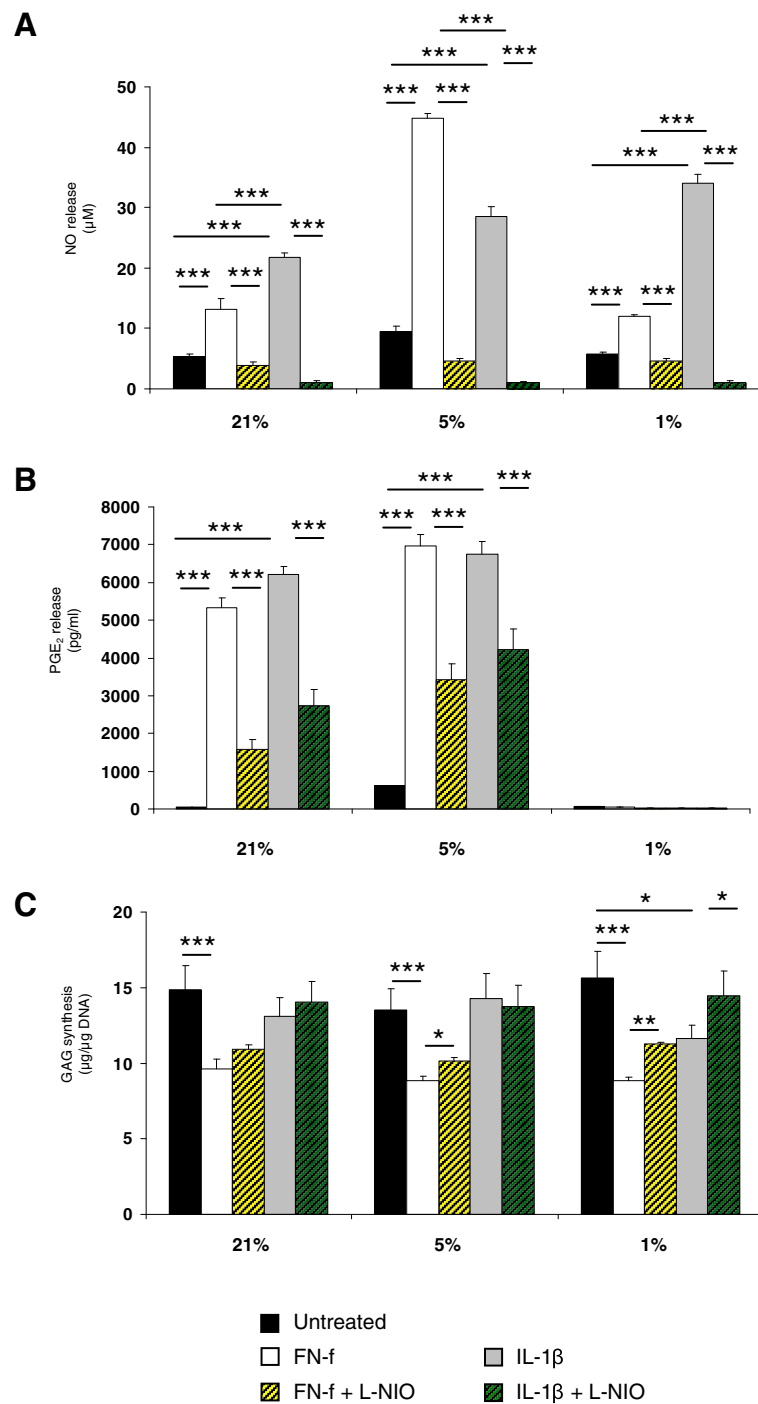 A
***
*** ***
*** ***
***
*** ***
*** ***
***
*** ***
***
*** ***
50
40
30
20
10
0
NO release
(µM)
21% 5% 1%
B
*** ***
*** ***
*** ***
*** ***
8000
7000
6000
5000
4000
3000
2000
1000
0
PGE2 release
(pg/ml)
21% 5% 1%
C
* *
*** *** ***
* **
20
15
10
5
0
GAG synthesis
(µg/µg DNA)
21% 5% 1%
Untreated
FN-f IL-1β
FN-f + L-NIO IL-1β + L-NIO